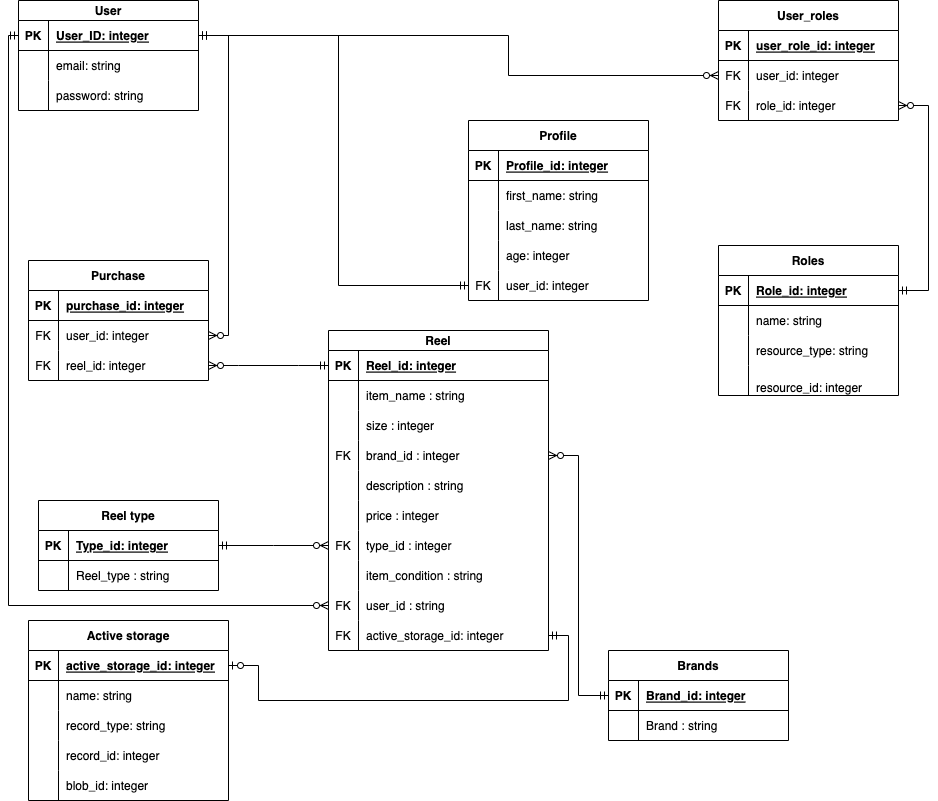 User
PK User_ID: integer
email: string
password: string
User_roles
PK user_role_id: integer
FK user_id: integer
FK role_id: integer
Profile
PK Profile_id: integer
first_name: string
last_name: string
age: integer
FK user_id: integer
Purchase
PK purchase_id: integer
FK user_id: integer
FK reel_id: integer
Roles
PK Role_id: integer
name: string
resource_type: string
resource_id: integer
Reel
PK Reel_id: integer
item_name : string
size : integer
FK brand_id : integer
description : string
price : integer
FK type_id : integer
item_condition : string
FK user_id : string
FK active_storage_id: integer
Reel type
PK Type_id: integer
Reel_type : string
Active storage
PK active_storage_id: integer
name: string
record_type: string
record_id: integer
blob_id: integer
Brands
PK Brand_id: integer
Brand : string